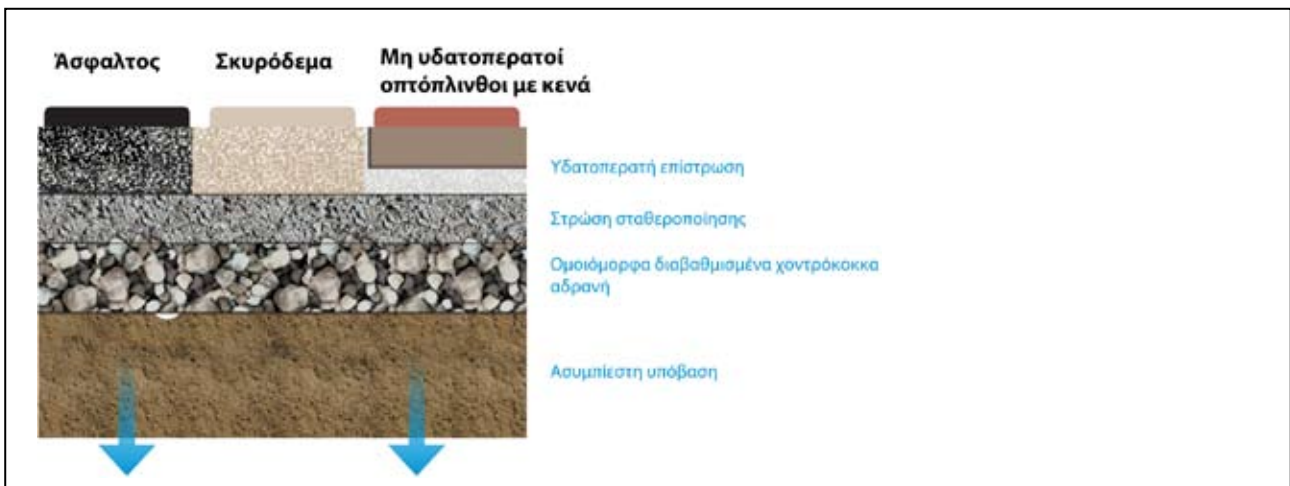 Άσφαλτος
Σκυρόδεμα
Μη υδατοπερατοί
οπτόπλινθοι με κενά
Υδατοπερατή επίστρωση
Στρώση σταθεροποίησης
Ομοιόμορφα διαβαθμισμένα χοντρόκοκκα
αδρανή
Ασυμπίεστη υπόβαση